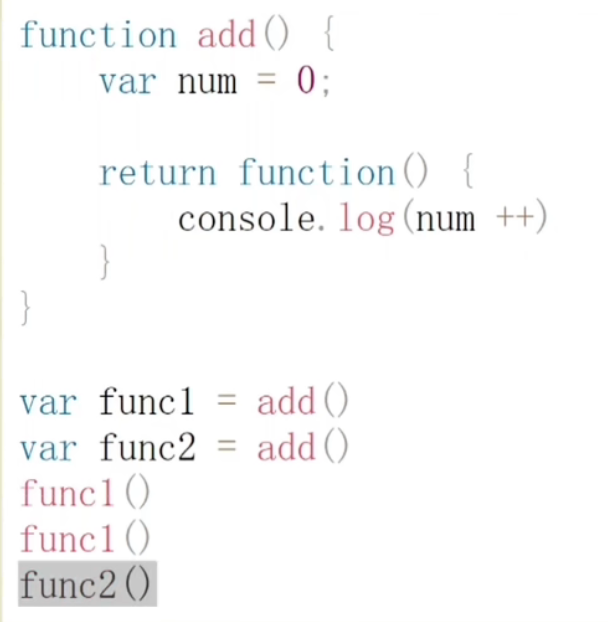 function add() {
    var num = 0;
    return function() {
        console.log(num ++)
    }
}
var func1 = add()
var func2 = add()
func1()
func1()
func2()